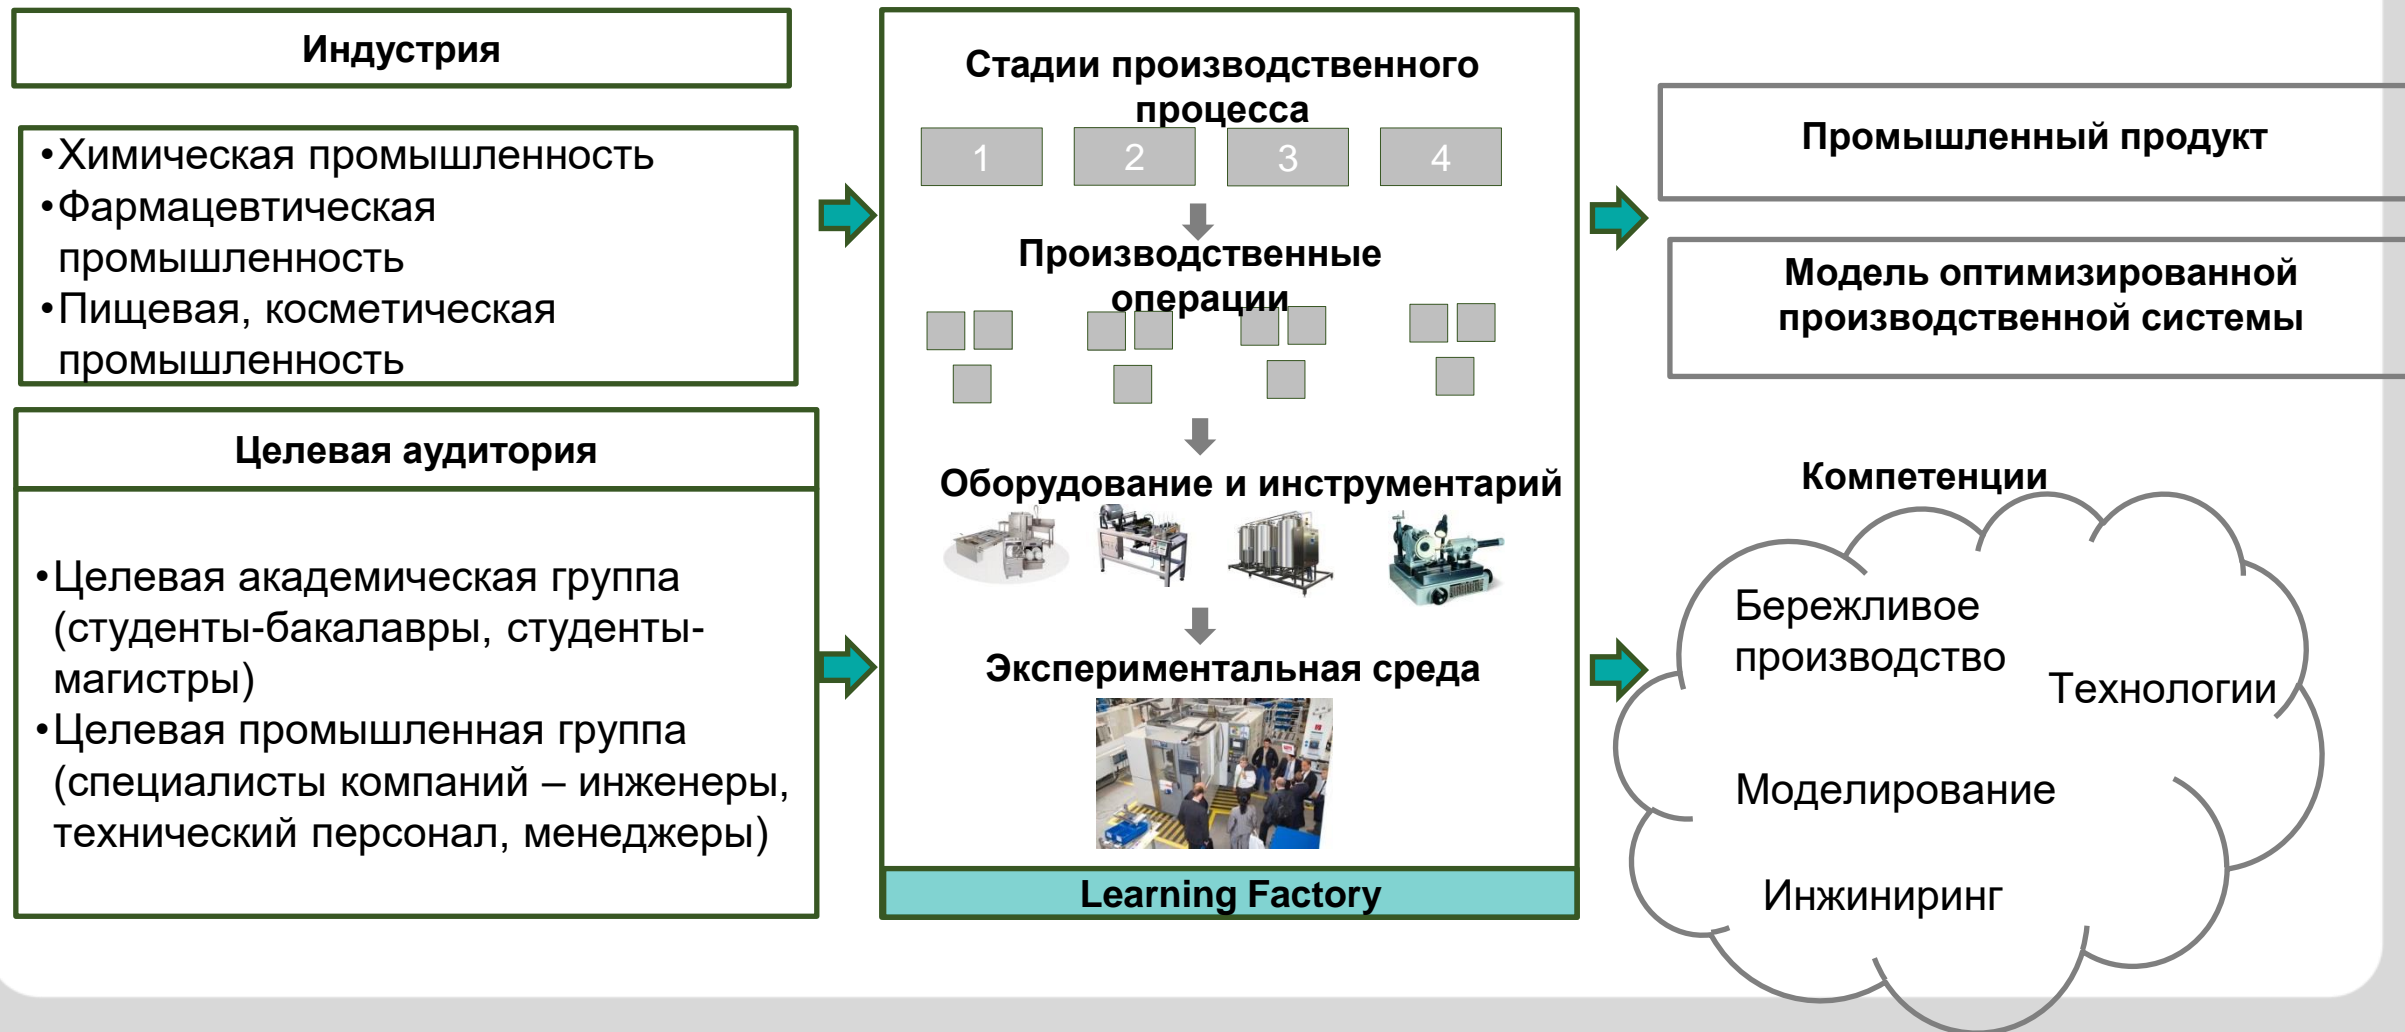 Индустрия
•Химическая промышленность
•Фармацевтическая
промышленность
•Пищевая, косметическая
промышленность
Целевая аудитория
•Целевая академическая группа
(студенты-бакалавры, студенты-
магистры)
•Целевая промышленная группа
(специалисты компаний – инженеры,
технический персонал, менеджеры)
Стадии производственного
процесса
1 2 3 4
Производственные
операции
Оборудование и инструментарий
Экспериментальная среда
Learning Factory
Промышленный продукт
Модель оптимизированной
производственной системы
Компетенции
Бережливое
производство
Технологии
Моделирование
Инжиниринг